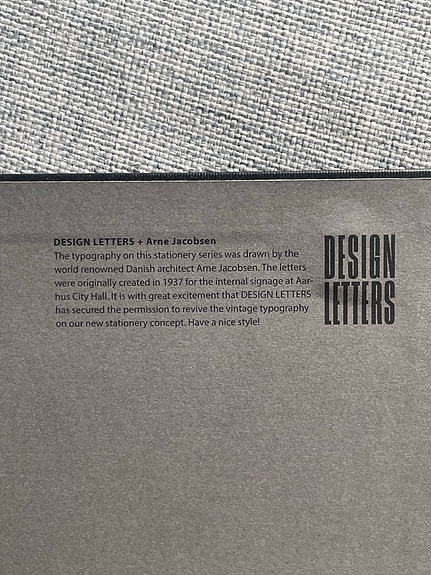 DESIGN LETTERS + Arne Jacobsen
The typography on this stationery series was drawn by the
world renowned Danish architect Arne Jacobsen. The letters
were originally created in 1937 for the internal signage at Aar-
hus City Hall. It is with great excitement that DESIGN LETTERS
has secured the permission to revive the vintage typography
on our new stationery concept. Have a nice style!
DESIGN
LETTERS